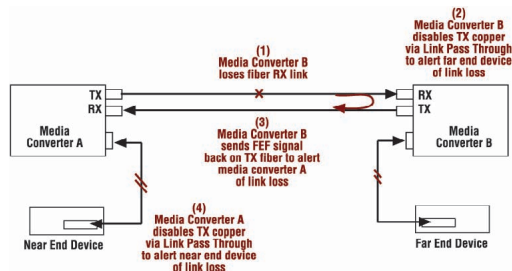 (1)
Media Converter B
loses fiber RX link
(2)
Media Converter B
disables TX copper
via Link Pass Through
to alert far end device
of link loss
TX
RX
Media
Converter A
RX
TX
Media
Converter B
(3)
Media Converter B
sends FEF signal
back on TX fiber to alert
media converter A
of link loss
(4)
Media Converter A
disables TX copper
via Link Pass Through
to alert near end device
of link loss
Near End Device
Far End Device